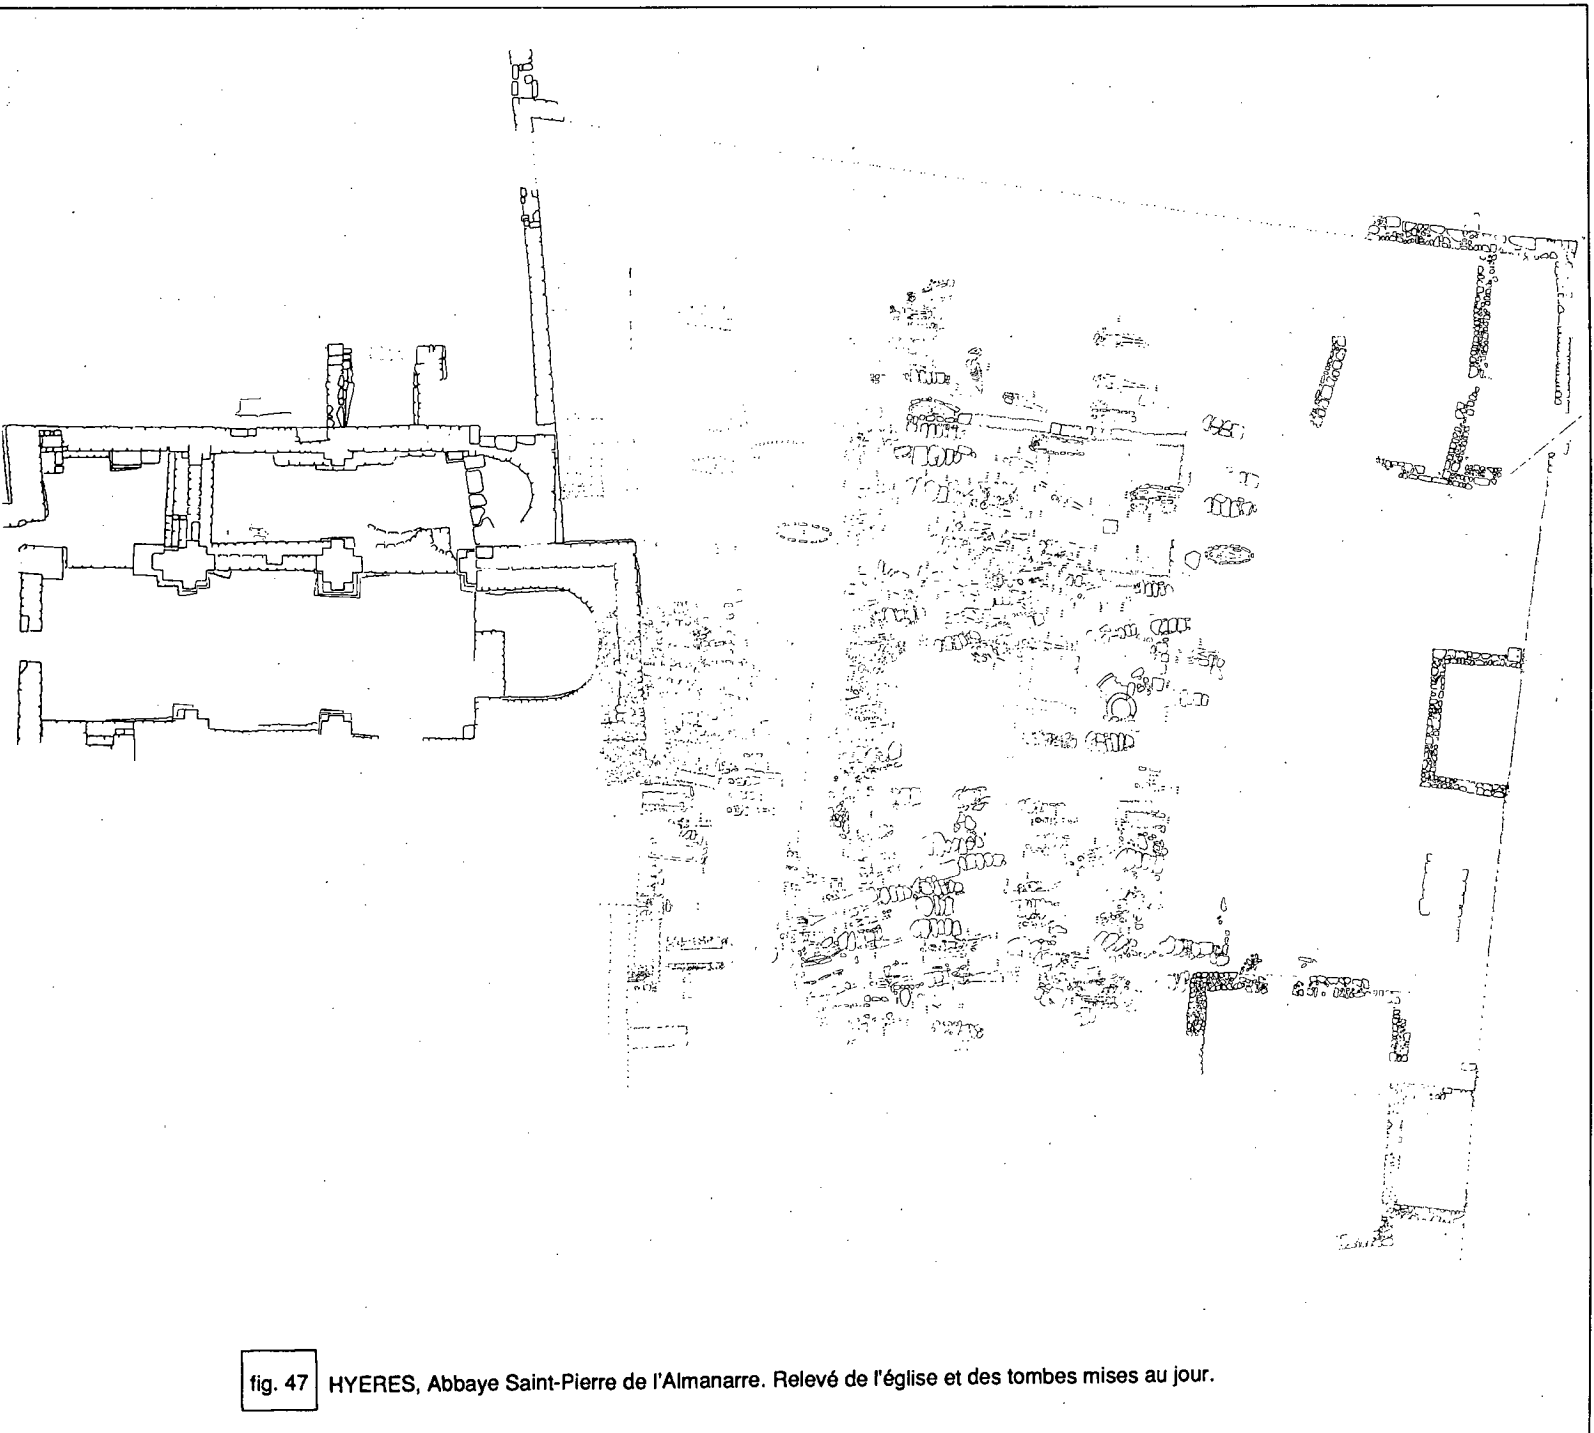 fig. 47 HYERES, Abbaye Saint-Pierre de l'Almanarre. Relevé de l'église et des tombes mises au jour.